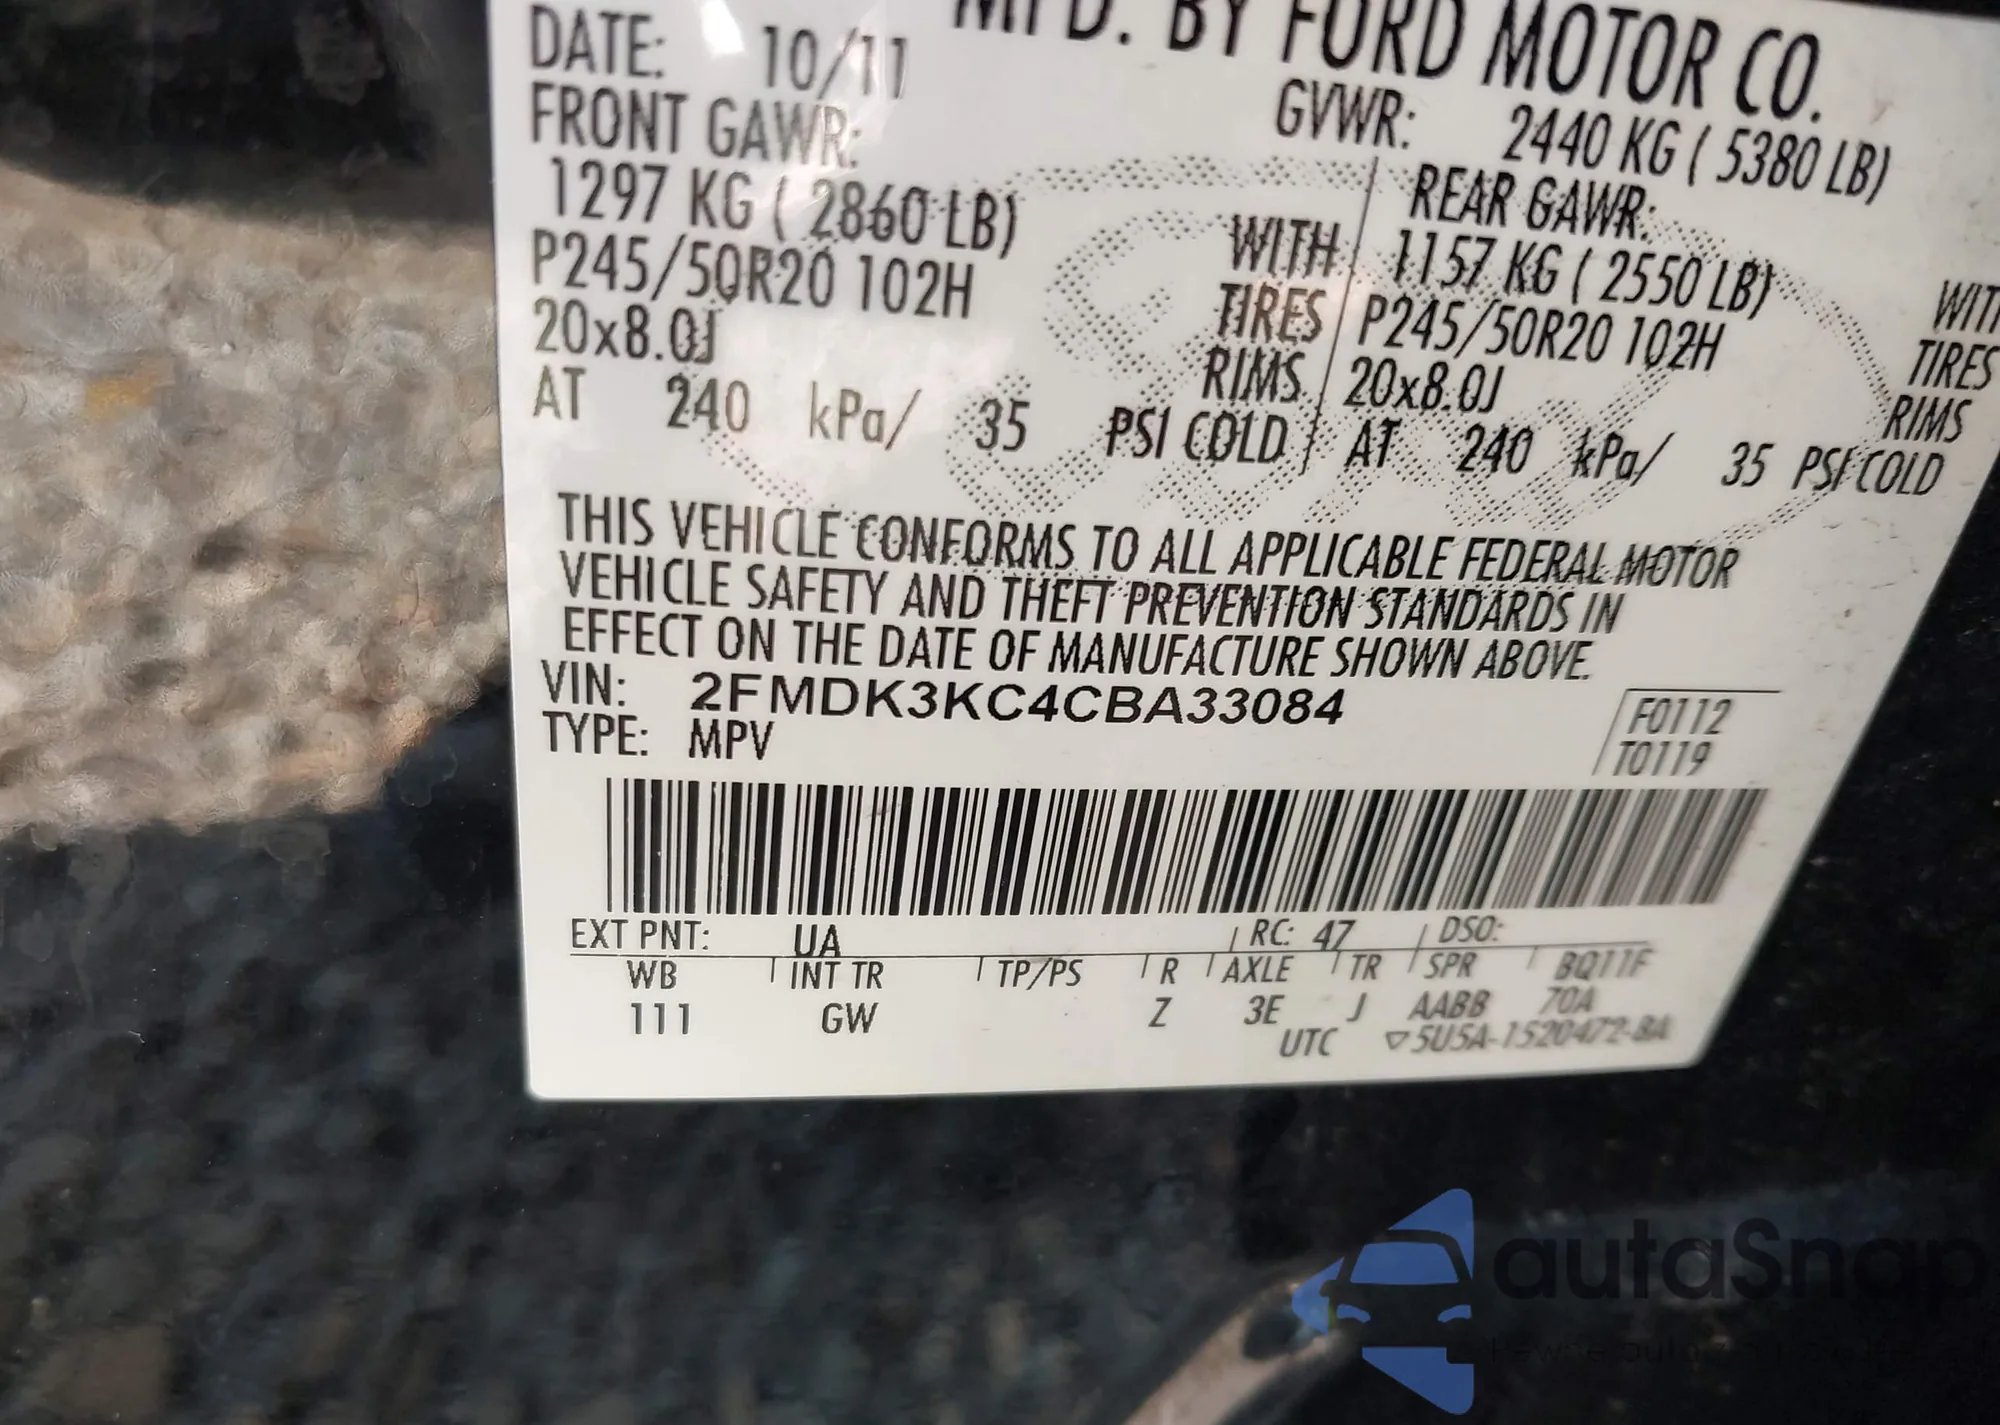 MFD. BY FORD MOTOR CO.
DATE: 10/11 GVWR: 2440 KG ( 5380 LB)
FRONT GAWR: REAR GAWR:
1297 KG ( 2860 LB) WITH 1157 KG ( 2550 LB) WIT
P245/50R20 102H TIRES P245/50R20 102H TIRES
20x8.0J RIMS 20x8.0J RIMS
AT 240 kPa/ 35 PSI COLD AT 240 kPa/ 35 PSI COLD
THIS VEHICLE CONFORMS TO ALL APPLICABLE FEDERAL MOTOR
VEHICLE SAFETY AND THEFT PREVENTION STANDARDS IN
EFFECT ON THE DATE OF MANUFACTURE SHOWN ABOVE.
VIN: 2FMDK3KC4CBA33084 F0112
TYPE: MPV T0119
EXT PNT: UA RC: 47 DSO:
WB INT TR TP/PS R AXLE TR SPR BQ11F
111 GW Z 3E J AABB 70A
UTC ▽5U5A-1520472-BA
autaSnap